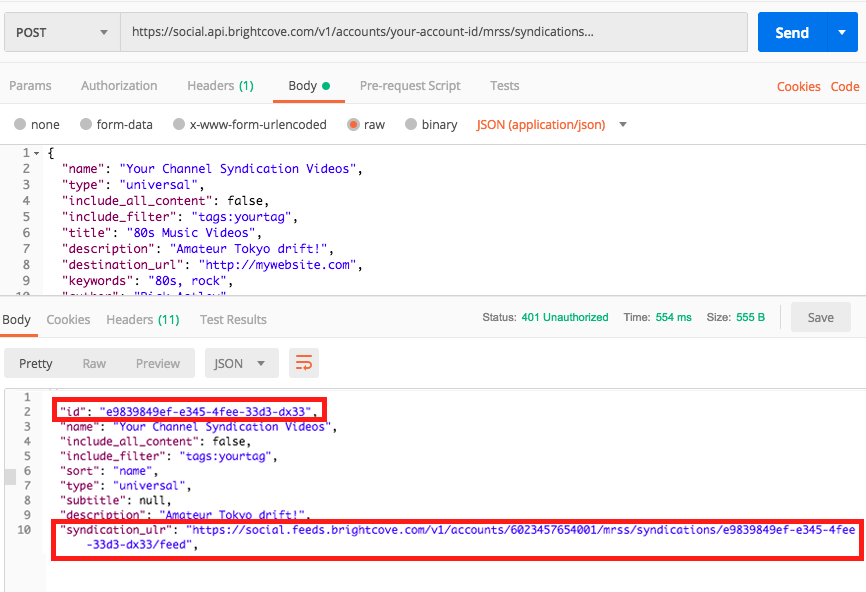 POST https://social.api.brightcove.com/v1/accounts/your-account-id/mrss/syndications... Send
Params Authorization Headers (1) Body Pre-request Script Tests Cookies Code
none form-data x-www-form-urlencoded raw binary JSON (application/json)
1 {
2 "name": "Your Channel Syndication Videos",
3 "type": "universal",
4 "include_all_content": false,
5 "include_filter": "tags:yourtag",
6 "title": "80s Music Videos",
7 "description": "Amateur Tokyo drift!",
8 "destination_url": "http://mywebsite.com",
9 "keywords": "80s, rock",
10 "author": "Rick Astley"
Body Cookies Headers (11) Test Results Status: 401 Unauthorized Time: 554 ms Size: 555 B Save
Pretty Raw Preview JSON
1
2 "id": "e9839849ef-e345-4fee-33d3-dx33",
3 "name": "Your Channel Syndication Videos",
4 "include_all_content": false,
5 "include_filter": "tags:yourtag",
6 "sort": "name",
7 "type": "universal",
8 "subtitle": null,
9 "description": "Amateur Tokyo drift!",
10 "syndication_ulr": "https://social.feeds.brightcove.com/v1/accounts/6023457654001/mrss/syndications/e9839849ef-e345-4fee
-33d3-dx33/feed",